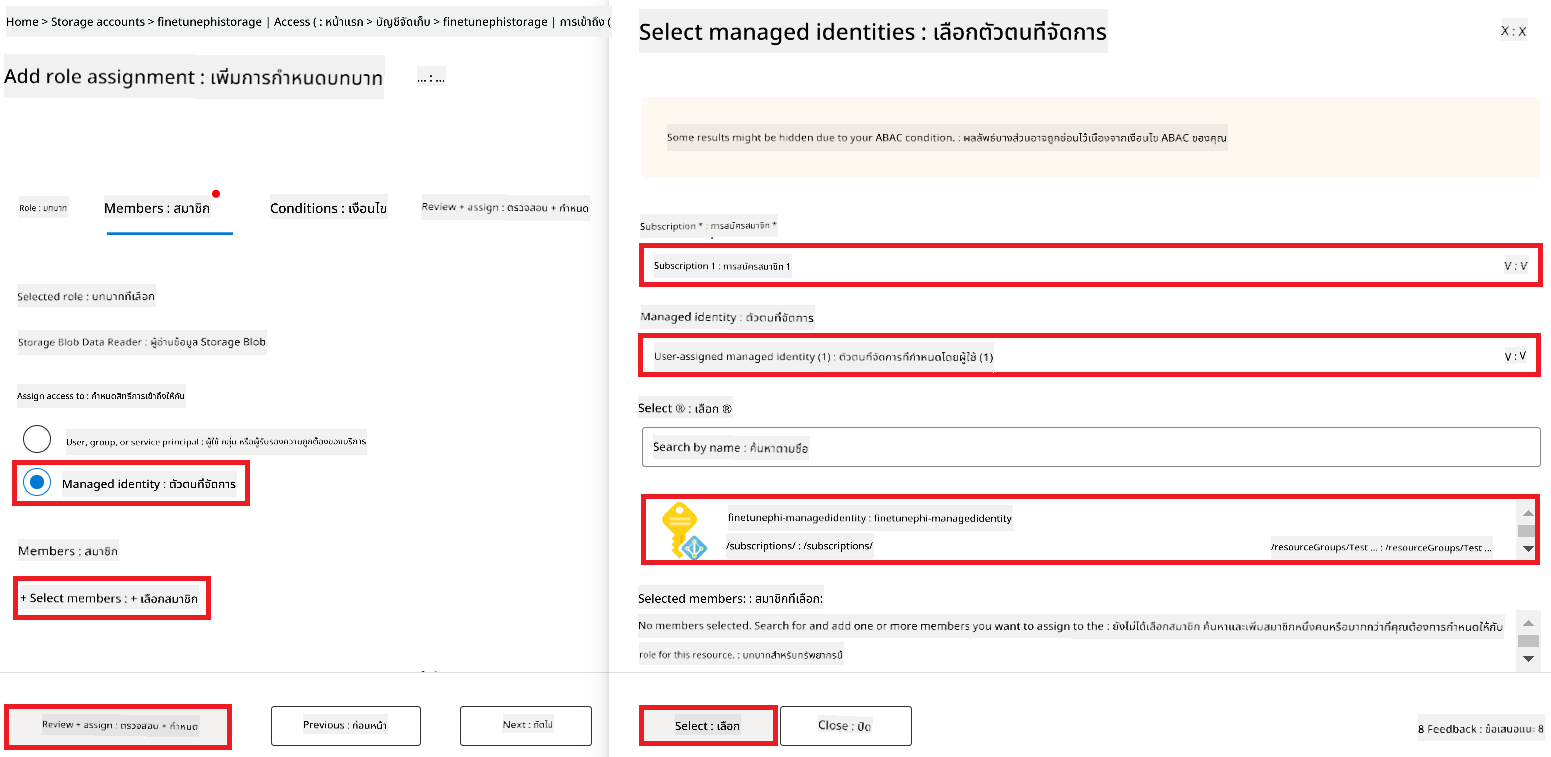 Home > Storage accounts > finetunephistorage | Access ( : หน้าแรก > บัญชีจัดเก็บ > finetunephistorage | การเข้าถึง (
Add role assignment : เพิ่มการกำหนดบทบาท
... : ...
Role : บทบาท
Members : สมาชิก
Conditions : เงื่อนไข
Review + assign : ตรวจสอบ + กำหนด
Selected role : บทบาทที่เลือก
Storage Blob Data Reader : ผู้อ่านข้อมูล Storage Blob
Assign access to : กำหนดสิทธิ์การเข้าถึงให้กับ
User, group, or service principal : ผู้ใช้ กลุ่ม หรือผู้รับรองความถูกต้องของบริการ
Managed identity : ตัวตนที่จัดการ
Members : สมาชิก
+ Select members : + เลือกสมาชิก
Review + assign : ตรวจสอบ + กำหนด
Previous : ก่อนหน้า
Next : ถัดไป
Select managed identities : เลือกตัวตนที่จัดการ
X : X
Some results might be hidden due to your ABAC condition. : ผลลัพธ์บางส่วนอาจถูกซ่อนไว้เนื่องจากเงื่อนไข ABAC ของคุณ
Subscription * : การสมัครสมาชิก *
Subscription 1 : การสมัครสมาชิก 1
V : V
Managed identity : ตัวตนที่จัดการ
User-assigned managed identity (1) : ตัวตนที่จัดการที่กำหนดโดยผู้ใช้ (1)
V : V
Select ® : เลือก ®
Search by name : ค้นหาตามชื่อ
finetunephi-managedidentity : finetunephi-managedidentity
/subscriptions/ : /subscriptions/
/resourceGroups/Test ... : /resourceGroups/Test ...
Selected members: : สมาชิกที่เลือก:
No members selected. Search for and add one or more members you want to assign to the : ยังไม่ได้เลือกสมาชิก ค้นหาและเพิ่มสมาชิกหนึ่งคนหรือมากกว่าที่คุณต้องการกำหนดให้กับ
role for this resource. : บทบาทสำหรับทรัพยากรนี้
Select : เลือก
Close : ปิด
8 Feedback : ข้อเสนอแนะ 8